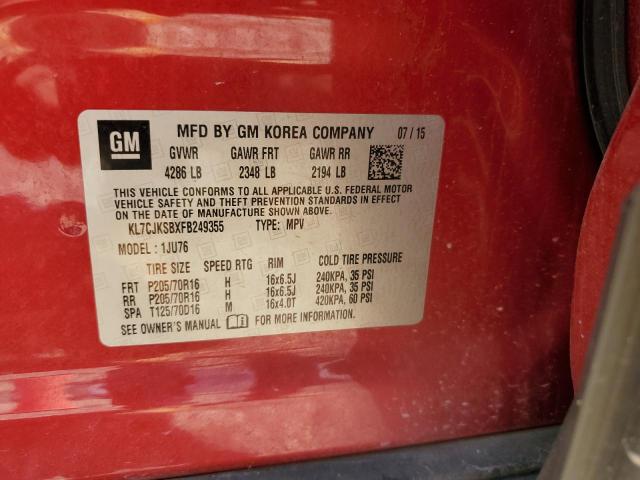 GM MFD BY GM KOREA COMPANY 07/15
GVWR GAWR FRT GAWR RR
4286 LB 2348 LB 2194 LB
THIS VEHICLE CONFORMS TO ALL APPLICABLE U.S. FEDERAL MOTOR
VEHICLE SAFETY AND THEFT PREVENTION STANDARDS IN EFFECT
ON THE DATE OF MANUFACTURE SHOWN ABOVE.
KL7CJKSBXFB249355 TYPE: MPV
MODEL: 1JU76
TIRE SIZE SPEED RTG RIM COLD TIRE PRESSURE
FRT P205/70R16 H 16x6.5J 240KPA, 35 PSI
RR P205/70R16 H 16x6.5J 240KPA, 35 PSI
SPA T125/70D16 M 16x4.0T 420KPA, 60 PSI
SEE OWNER'S MANUAL FOR MORE INFORMATION.